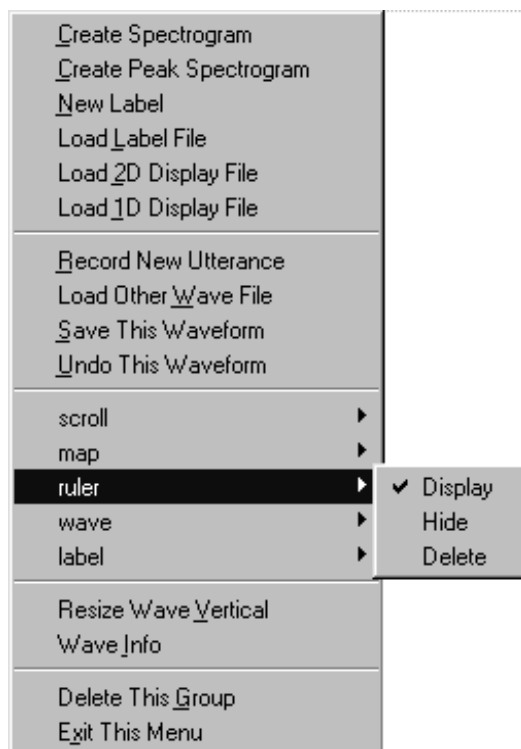 Create Spectrogram
Create Peak Spectrogram
New Label
Load Label File
Load 2D Display File
Load 1D Display File
Record New Utterance
Load Other Wave File
Save This Waveform
Undo This Waveform
scroll
map
ruler
wave
label
Display
Hide
Delete
Resize Wave Vertical
Wave Info
Delete This Group
Exit This Menu